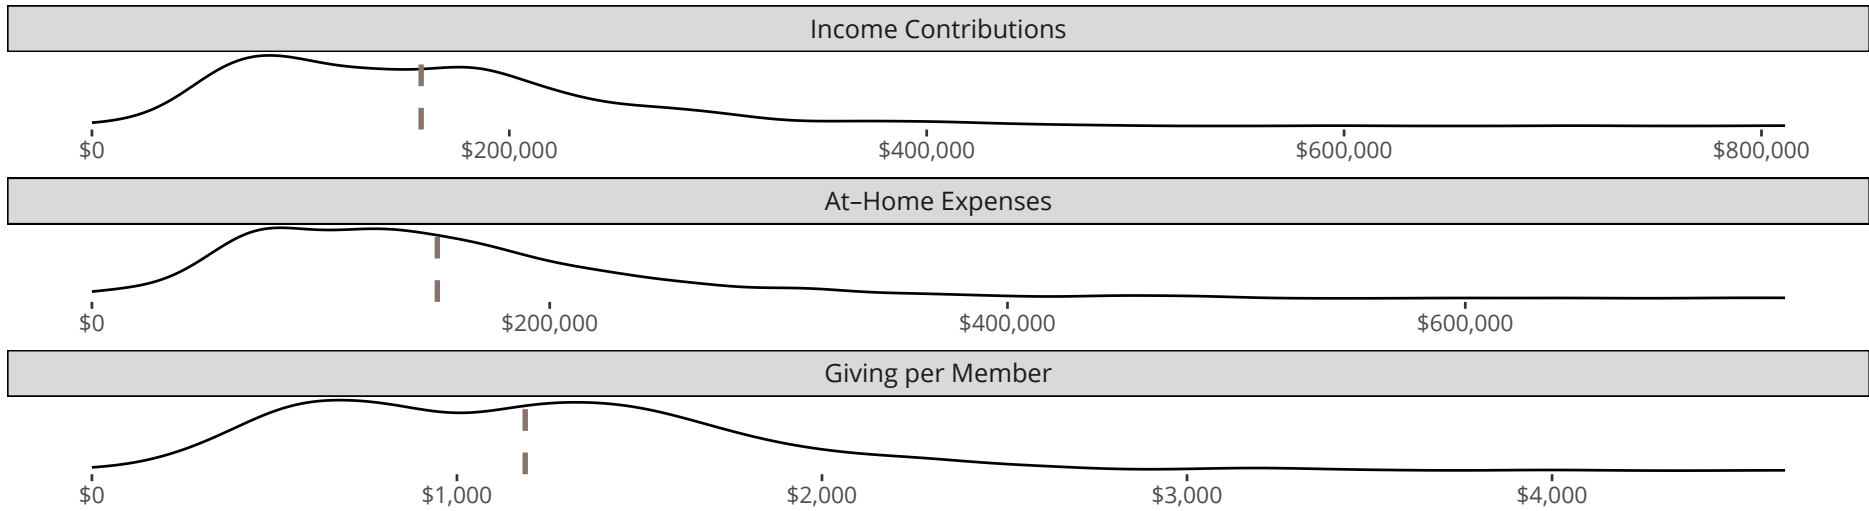 Income Contributions
$0 $200,000 $400,000 $600,000 $800,000
At–Home Expenses
$0 $200,000 $400,000 $600,000
Giving per Member
$0 $1,000 $2,000 $3,000 $4,000